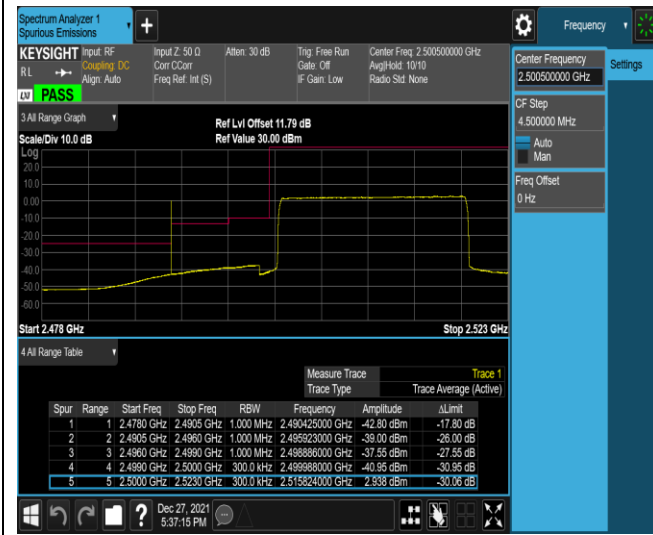 Spectrum Analyzer 1
Spurious Emissions
Frequency
KEYSIGHT
RL
Input: RF
Coupling: DC
Align: Auto
Input Z: 50 Ω
Corr CCorr
Freq Ref: Int (S)
Atten: 30 dB
Trig: Free Run
Gate: Off
IF Gain: Low
Center Freq: 2.500500000 GHz
Avg|Hold: 10/10
Radio Std: None
LVI PASS
Center Frequency
2.500500000 GHz
Settings
CF Step
4.500000 MHz
Auto
Man
Freq Offset
0 Hz
3 All Range Graph
Scale/Div 10.0 dB
Ref Lvl Offset 11.79 dB
Ref Value 30.00 dBm
Log
20.0
10.0
0.00
-10.0
-20.0
-30.0
-40.0
-50.0
-60.0
Start 2.478 GHz
Stop 2.523 GHz
4 All Range Table
Measure Trace Trace 1
Trace Type Trace Average (Active)
Spur Range Start Freq Stop Freq RBW Frequency Amplitude ΔLimit
1 1 2.4780 GHz 2.4905 GHz 1.000 MHz 2.490425000 GHz -42.80 dBm -17.80 dB
2 2 2.4905 GHz 2.4960 GHz 1.000 MHz 2.495923000 GHz -39.00 dBm -26.00 dB
3 3 2.4960 GHz 2.4990 GHz 1.000 MHz 2.498886000 GHz -37.55 dBm -27.55 dB
4 4 2.4990 GHz 2.5000 GHz 300.0 kHz 2.499988000 GHz -40.95 dBm -30.95 dB
5 5 2.5000 GHz 2.5230 GHz 300.0 kHz 2.515824000 GHz 2.938 dBm -30.06 dB
?
Dec 27, 2021
5:37:15 PM